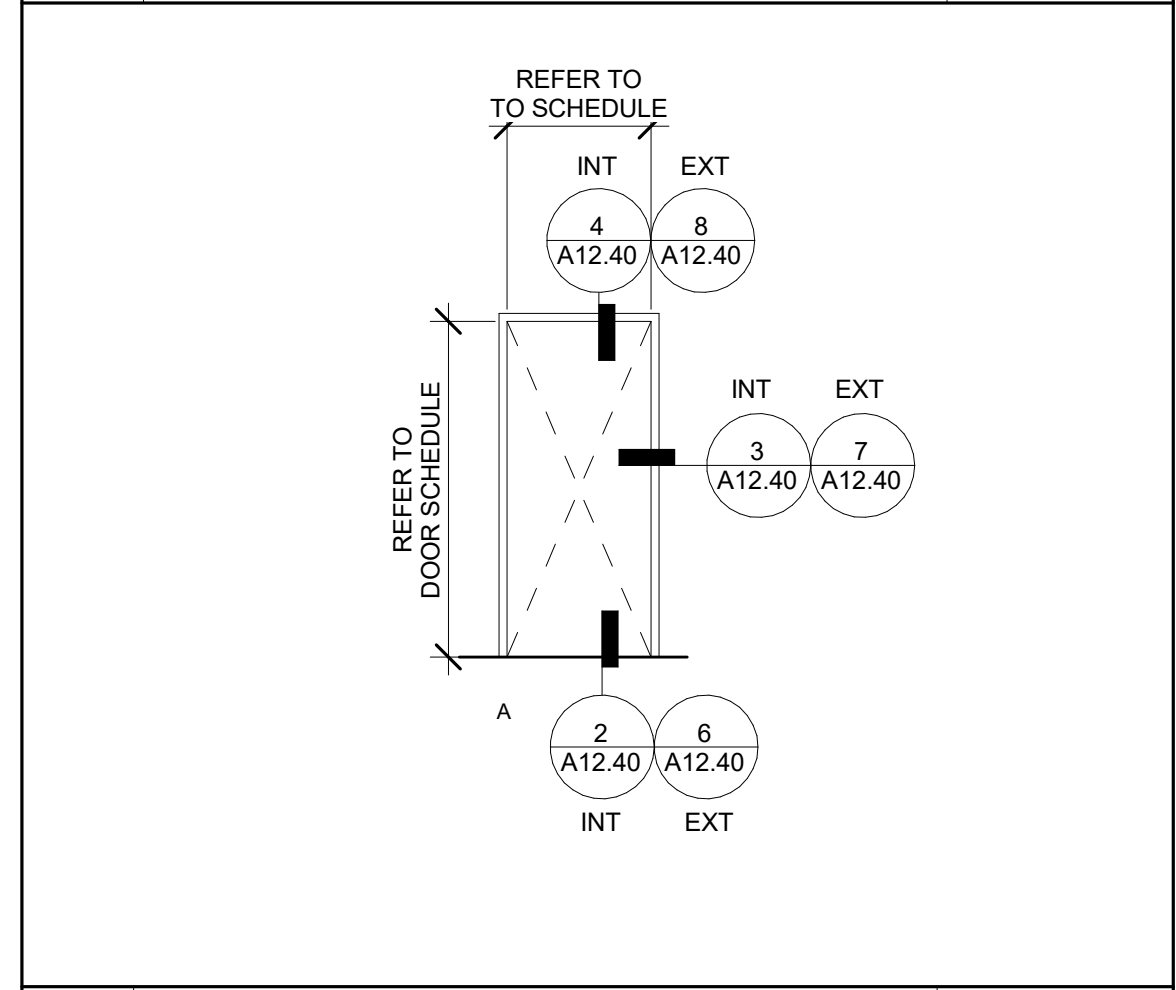 REFER TO
TO SCHEDULE
INT EXT
4 8
A12.40 A12.40
REFER TO
DOOR SCHEDULE
INT EXT
3 7
A12.40 A12.40
A
2 6
A12.40 A12.40
INT EXT